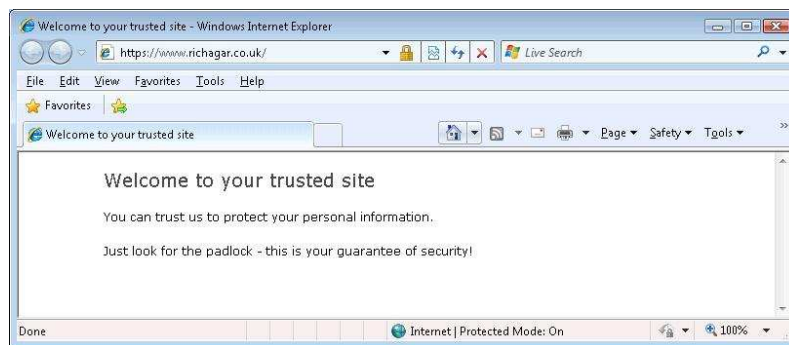 Welcome to your trusted site - Windows Internet Explorer
https://www.richagar.co.uk/ Live Search
File Edit View Favorites Tools Help
Favorites
Welcome to your trusted site Page Safety Tools »
Welcome to your trusted site
You can trust us to protect your personal information.
Just look for the padlock - this is your guarantee of security!
Done Internet | Protected Mode: On 100%